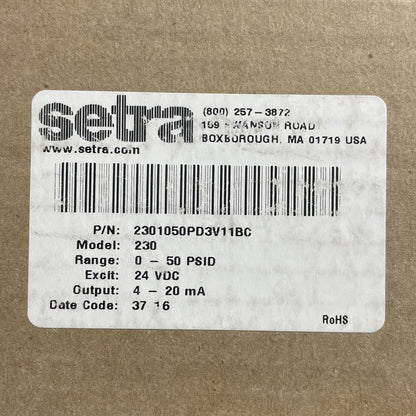 setra
(800) 257-3872
159 SWANSON ROAD
BOXBOROUGH, MA 01719 USA
www.setra.com
P/N: 2301050PD3V11BC
Model: 230
Range: 0 - 50 PSID
Excit: 24 VDC
Output: 4 - 20 mA
Date Code: 37 16
RoHS